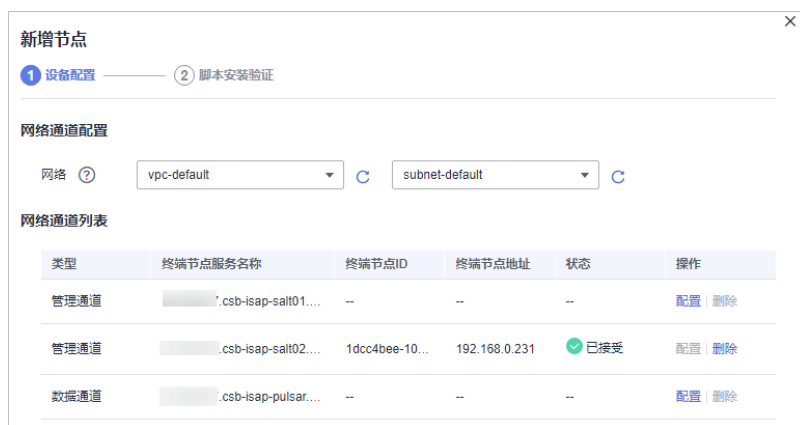 新增节点
1 设备配置 2 脚本安装验证
网络通道配置
网络 ? vpc-default subnet-default
网络通道列表
类型 终端节点服务名称 终端节点ID 终端节点地址 状态 操作
管理通道 .csb-isap-salt01.... -- -- -- 配置 | 删除
管理通道 .csb-isap-salt02.... 1dcc4bee-10... 192.168.0.231 已接受 配置 | 删除
数据通道 .csb-isap-pulsar.... -- -- -- 配置 | 删除